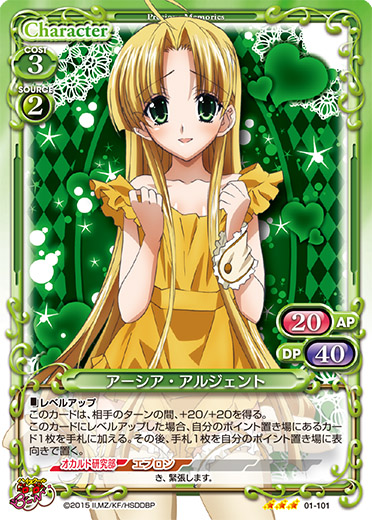 Precious Memories
Character
COST
3
SOURCE
2
20 AP
DP 40
アーシア・アルジェント
■レベルアップ
このカードは、相手のターンの間、+20/+20を得る。
このカードにレベルアップした場合、自分のポイント置き場にあるカー
ド1枚を手札に加える。その後、手札1枚を自分のポイント置き場に表
向きで置く。
オカルト研究部 エプロン
き、緊張します。
©2015 II,MZ/KF/HSDDBP
★★★ 01-101